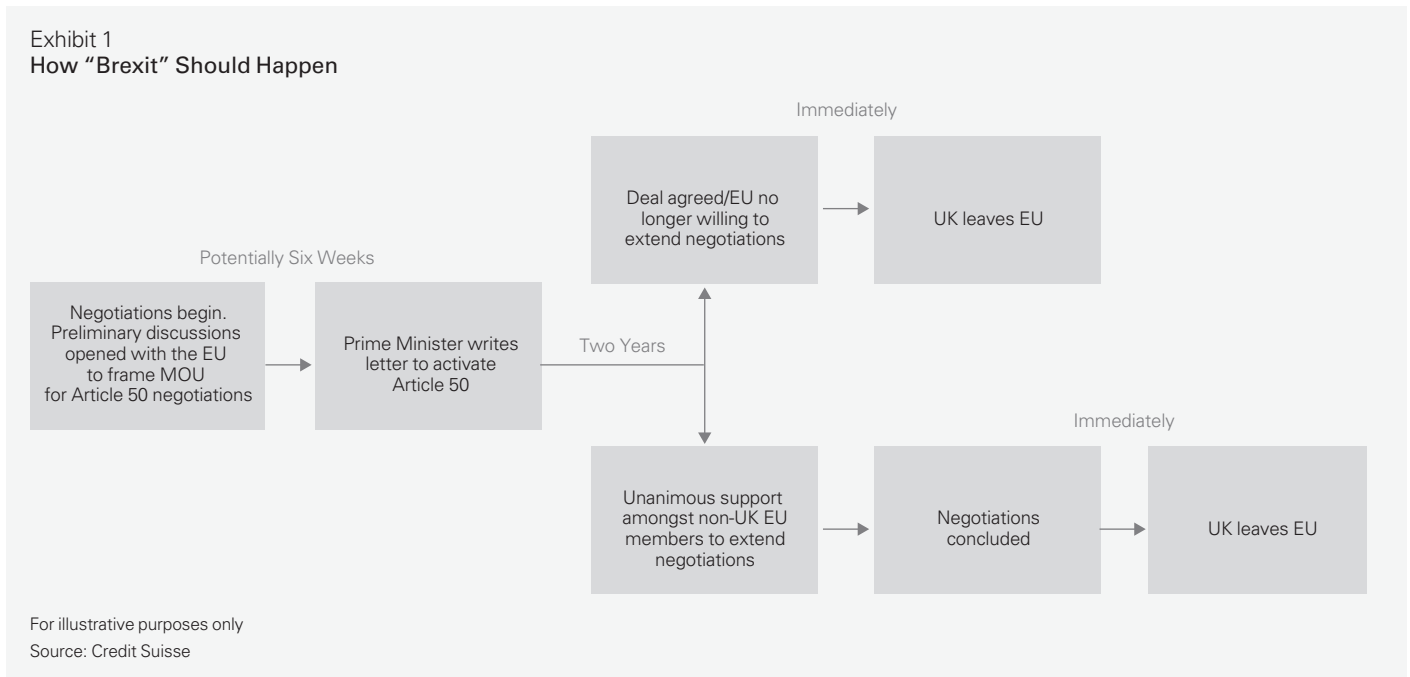 Exhibit 1
How “Brexit” Should Happen
Potentially Six Weeks
Negotiations begin.
Preliminary discussions
opened with the EU
to frame MOU
for Article 50 negotiations
Prime Minister writes
letter to activate
Article 50
Two Years
Immediately
Deal agreed/EU no
longer willing to
extend negotiations
UK leaves EU
Unanimous support
amongst non-UK EU
members to extend
negotiations
Negotiations
concluded
Immediately
UK leaves EU
For illustrative purposes only
Source: Credit Suisse